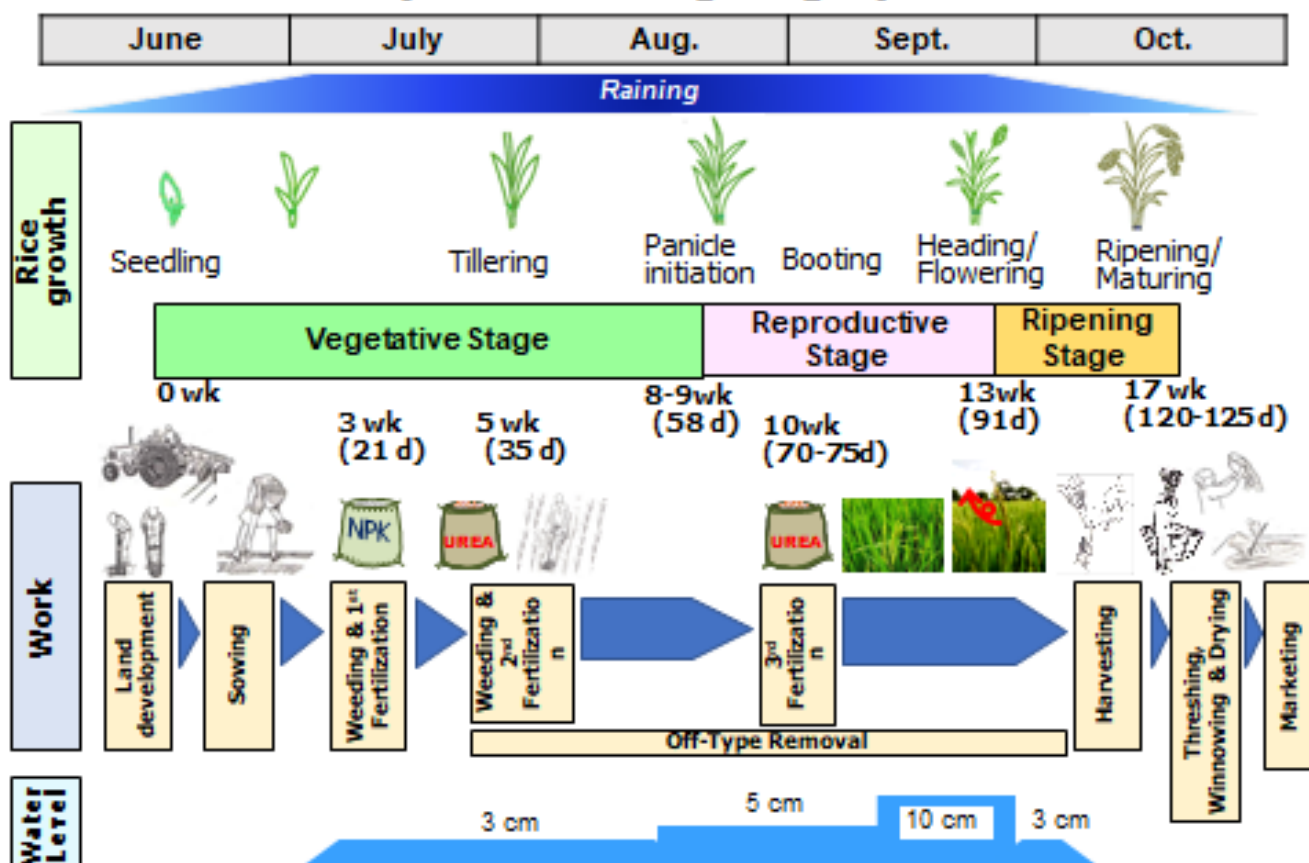 June
July
Aug.
Sept.
Oct.
Raining
Rice
growth
Seedling
Tillering
Panicle
initiation
Booting
Heading/
Flowering
Ripening/
Maturing
Vegetative Stage
Reproductive
Stage
Ripening
Stage
0 wk
3 wk
(21 d)
5 wk
(35 d)
8-9wk
(58 d)
10wk
(70-75d)
13wk
(91d)
17 wk
(120-125d)
Work
NPK
UREA
UREA
Land
development
Sowing
Weeding & 1st
Fertilization
Weeding &
2nd
Fertilizatio
n
3rd
Fertilizatio
n
Off-Type Removal
Harvesting
Threshing,
Winnowing & Drying
Marketing
Water
Level
3 cm
5 cm
10 cm
3 cm